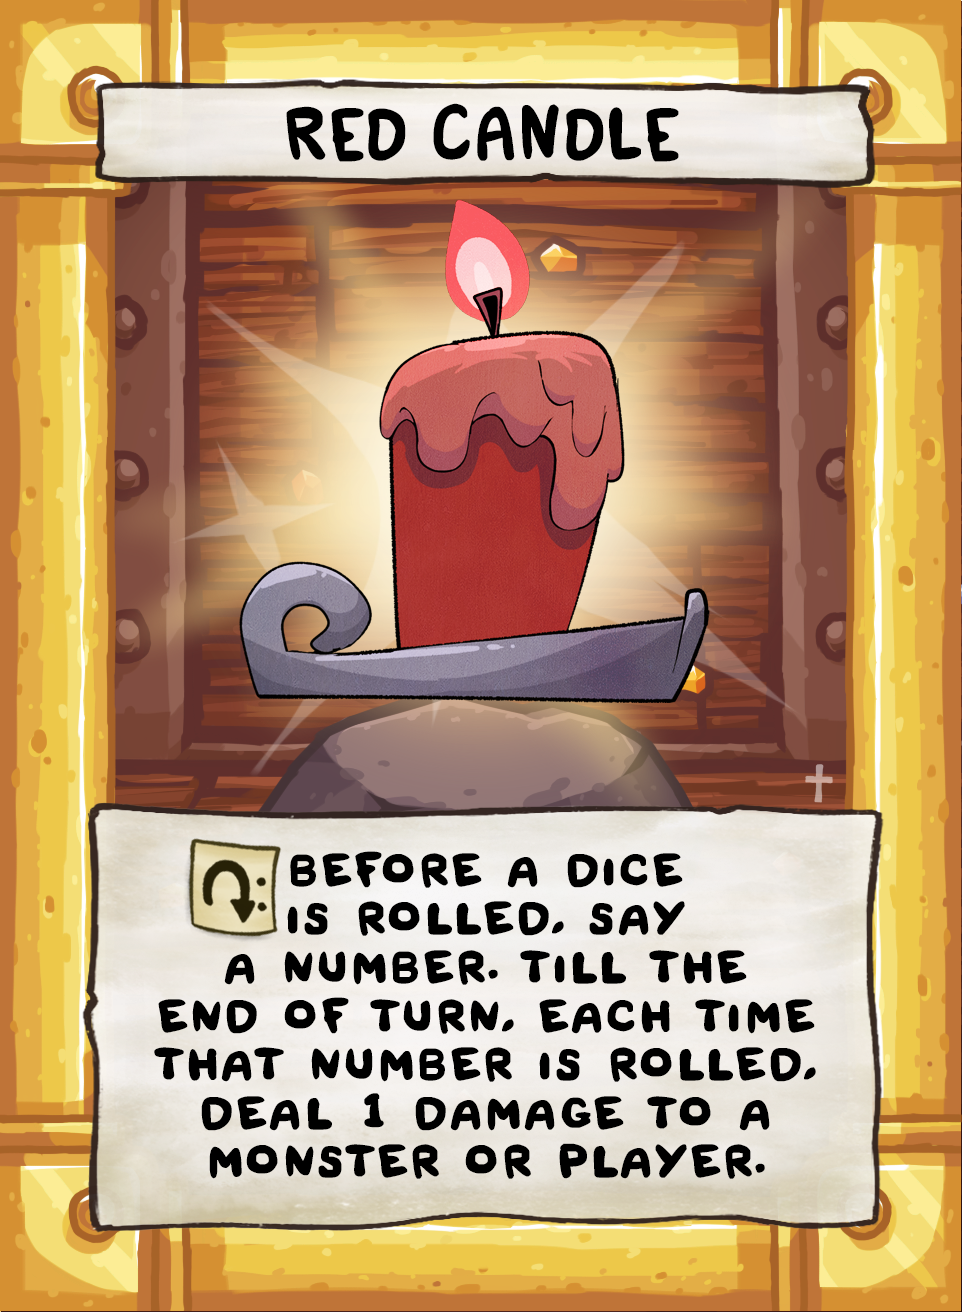 RED CANDLE
BEFORE A DICE
IS ROLLED, SAY
A NUMBER. TILL THE
END OF TURN, EACH TIME
THAT NUMBER IS ROLLED,
DEAL 1 DAMAGE TO A
MONSTER OR PLAYER.